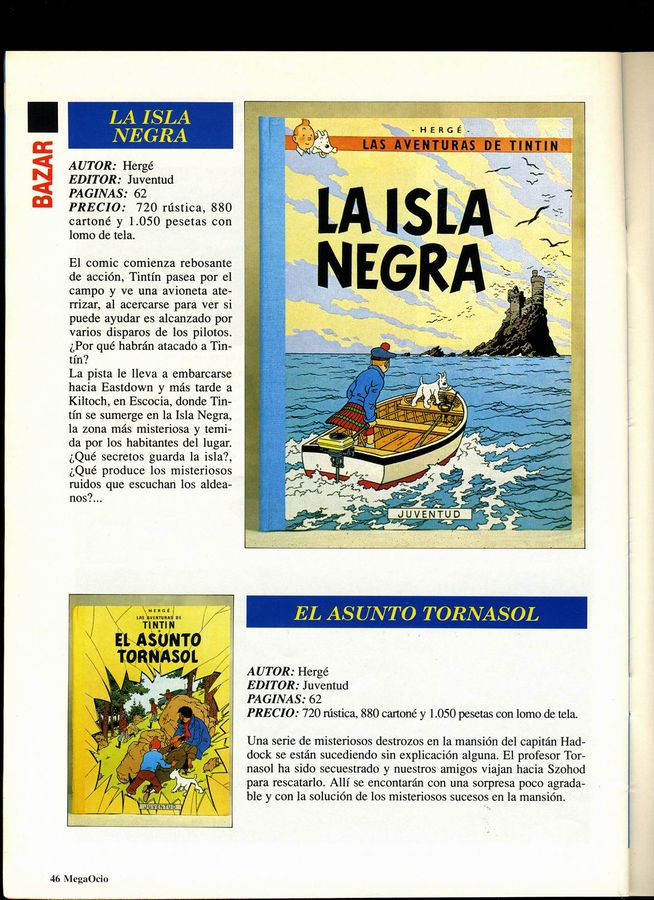 BAZAR
LA ISLA
NEGRA
AUTOR: Hergé
EDITOR: Juventud
PAGINAS: 62
PRECIO: 720 rústica, 880
cartoné y 1.050 pesetas con
lomo de tela.
El comic comienza rebosante
de acción, Tintín pasea por el
campo y ve una avioneta ate-
rrizar, al acercarse para ver si
puede ayudar es alcanzado por
varios disparos de los pilotos.
¿Por qué habrán atacado a Tin-
tín?
La pista le lleva a embarcarse
hacia Eastdown y más tarde a
Kiltoch, en Escocia, donde Tin-
tín se sumerge en la Isla Negra,
la zona más misteriosa y temi-
da por los habitantes del lugar.
¿Qué secretos guarda la isla?,
¿Qué produce los misteriosos
ruidos que escuchan los aldea-
nos?...
- HERGÉ -
LAS AVENTURAS DE TINTIN
LA ISLA
NEGRA
JUVENTUD
HERGÉ
LAS AVENTURAS DE
TINTIN
EL ASUNTO
TORNASOL
JUVENTUD
EL ASUNTO TORNASOL
AUTOR: Hergé
EDITOR: Juventud
PAGINAS: 62
PRECIO: 720 rústica, 880 cartoné y 1.050 pesetas con lomo de tela.
Una serie de misteriosos destrozos en la mansión del capitán Had-
dock se están sucediendo sin explicación alguna. El profesor Tor-
nasol ha sido secuestrado y nuestros amigos viajan hacia Szohod
para rescatarlo. Allí se encontarán con una sorpresa poco agrada-
ble y con la solución de los misteriosos sucesos en la mansión.
46 MegaOcio